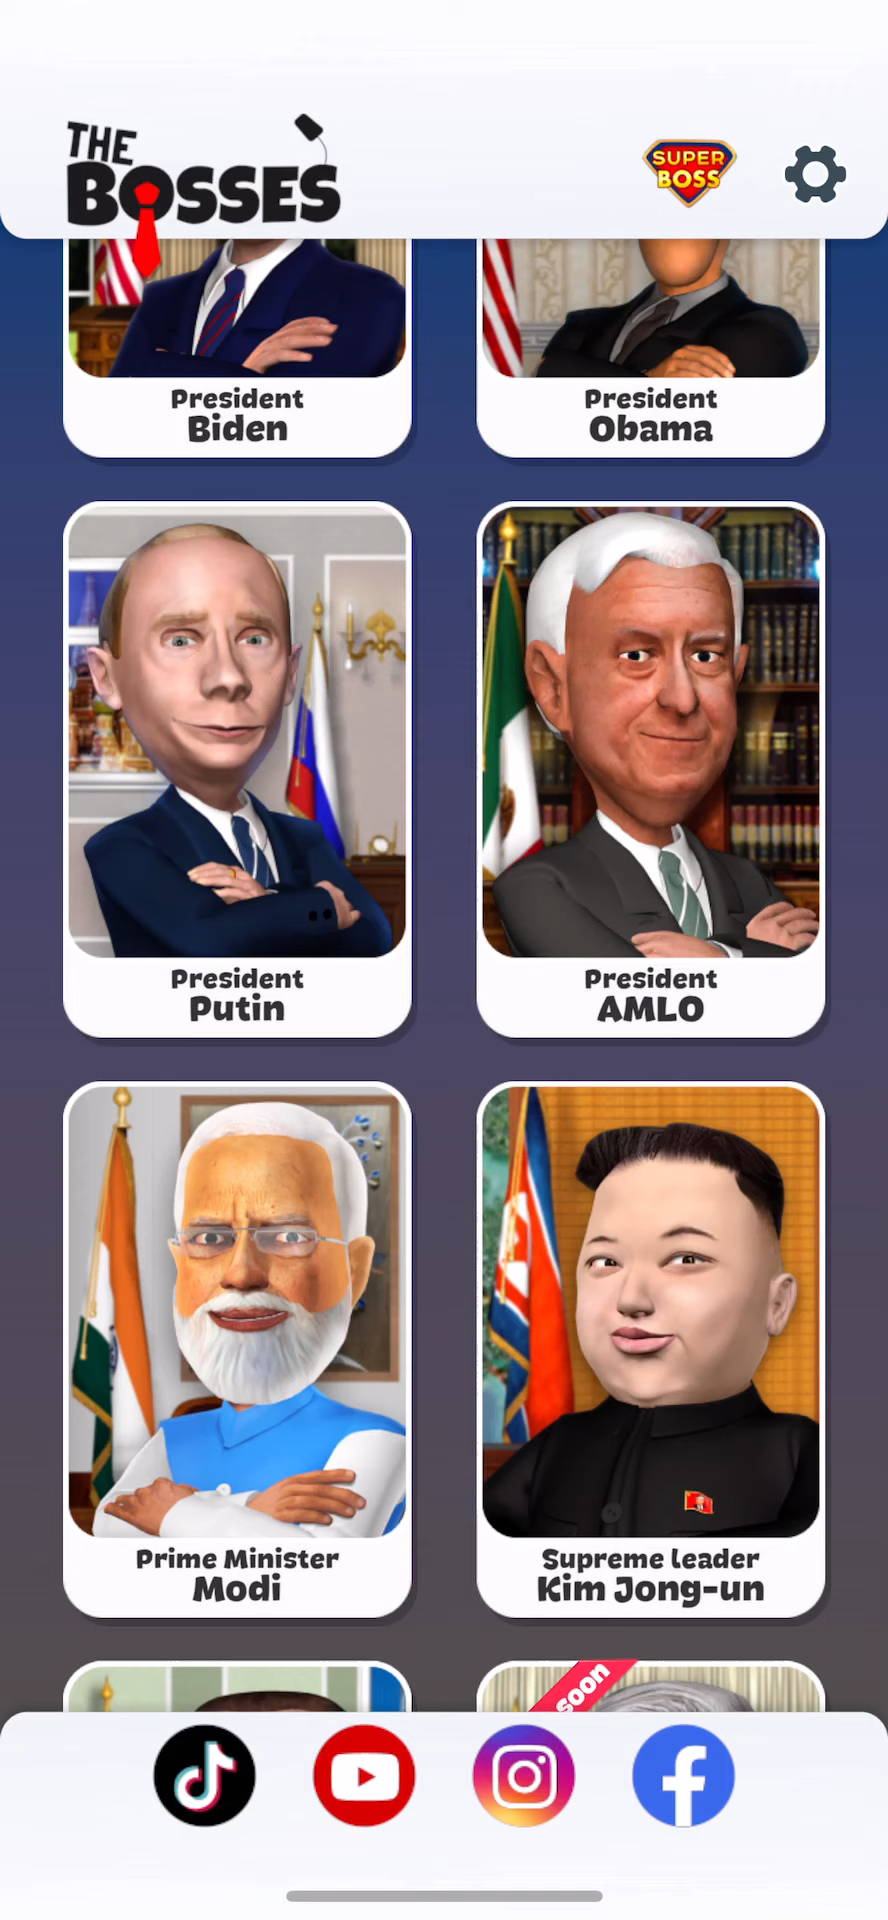 THE
BOSSES
SUPER
BOSS
President
Biden
President
Obama
President
Putin
President
AMLO
Prime Minister
Modi
Supreme leader
Kim Jong-un
soon